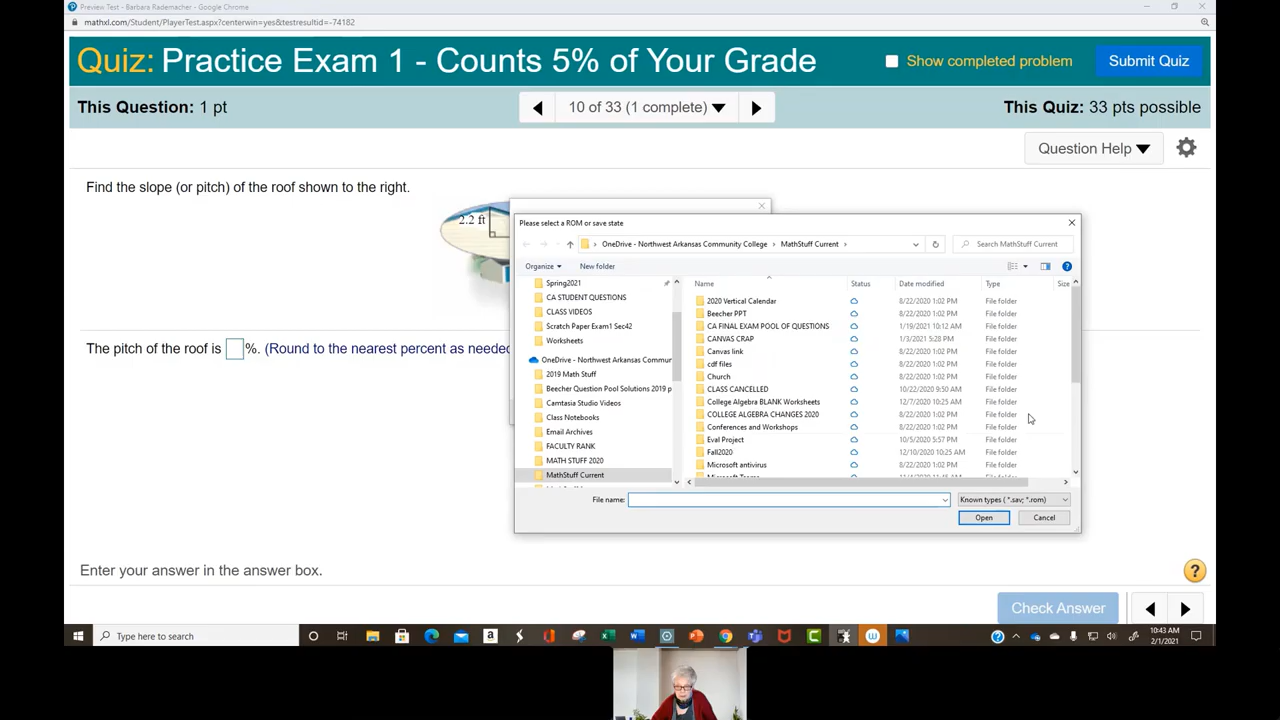 Preview Test - Barbara Rademacher - Google Chrome
mathxl.com/Student/PlayerTest.aspx?centerwin=yes&testresultid=-74182
Quiz: Practice Exam 1 - Counts 5% of Your Grade
Show completed problem
Submit Quiz
This Question: 1 pt
10 of 33 (1 complete)
This Quiz: 33 pts possible
Question Help
Find the slope (or pitch) of the roof shown to the right.
2.2 ft
The pitch of the roof is %. (Round to the nearest percent as neede
Please select a ROM or save state
OneDrive - Northwest Arkansas Community College > MathStuff Current >
Search MathStuff Current
Organize
New folder
Spring2021
CA STUDENT QUESTIONS
CLASS VIDEOS
Scratch Paper Exam1 Sec42
Worksheets
OneDrive - Northwest Arkansas Commur
2019 Math Stuff
Beecher Question Pool Solutions 2019 p
Camtasia Studio Videos
Class Notebooks
Email Archives
FACULTY RANK
MATH STUFF 2020
MathStuff Current
Name Status Date modified Type Size
2020 Vertical Calendar 8/22/2020 1:02 PM File folder
Beecher PPT 8/22/2020 1:02 PM File folder
CA FINAL EXAM POOL OF QUESTIONS 1/19/2021 10:12 AM File folder
CANVAS CRAP 1/3/2021 5:28 PM File folder
Canvas link 8/22/2020 1:02 PM File folder
cdf files 8/22/2020 1:02 PM File folder
Church 8/22/2020 1:02 PM File folder
CLASS CANCELLED 10/22/2020 9:50 AM File folder
College Algebra BLANK Worksheets 12/7/2020 10:25 AM File folder
COLLEGE ALGEBRA CHANGES 2020 8/22/2020 1:02 PM File folder
Conferences and Workshops 8/22/2020 1:02 PM File folder
Eval Project 10/5/2020 5:57 PM File folder
Fall2020 12/10/2020 10:25 AM File folder
Microsoft antivirus 8/22/2020 1:02 PM File folder
File name:
Known types ( *.sav; *.rom)
Open
Cancel
Enter your answer in the answer box.
?
Check Answer
Type here to search
10:43 AM
2/1/2021